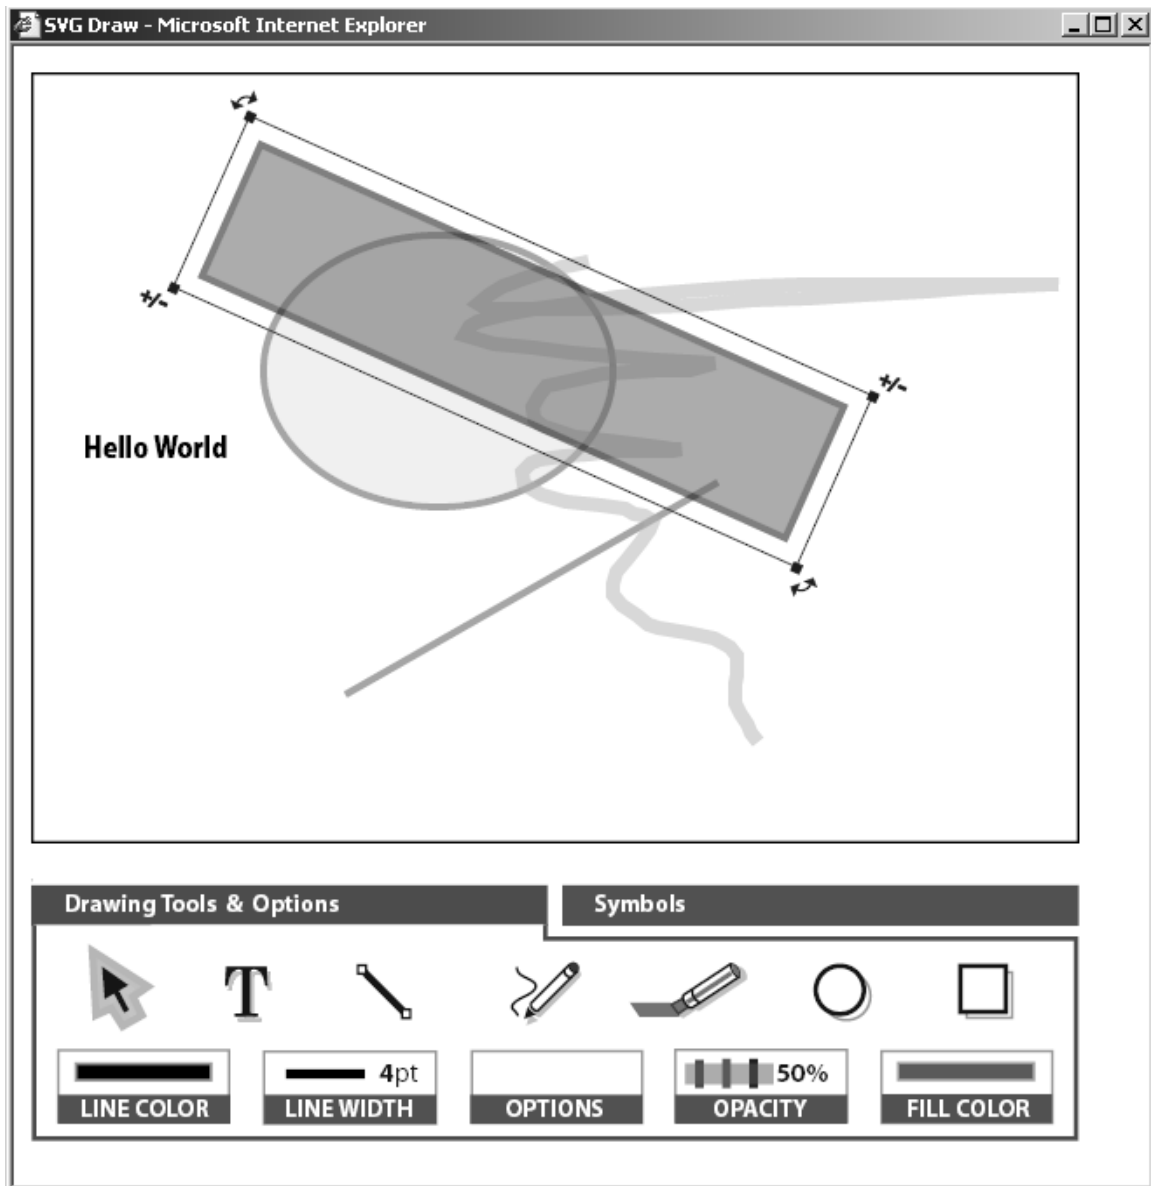 SVG Draw - Microsoft Internet Explorer
+/-
+/-
Hello World
Drawing Tools & Options
Symbols
T
4pt
50%
LINE COLOR
LINE WIDTH
OPTIONS
OPACITY
FILL COLOR